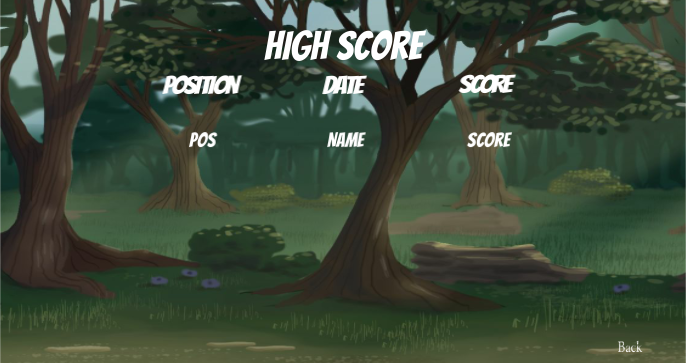 HIGH SCORE
POSITION DATE SCORE
POS NAME SCORE
Back